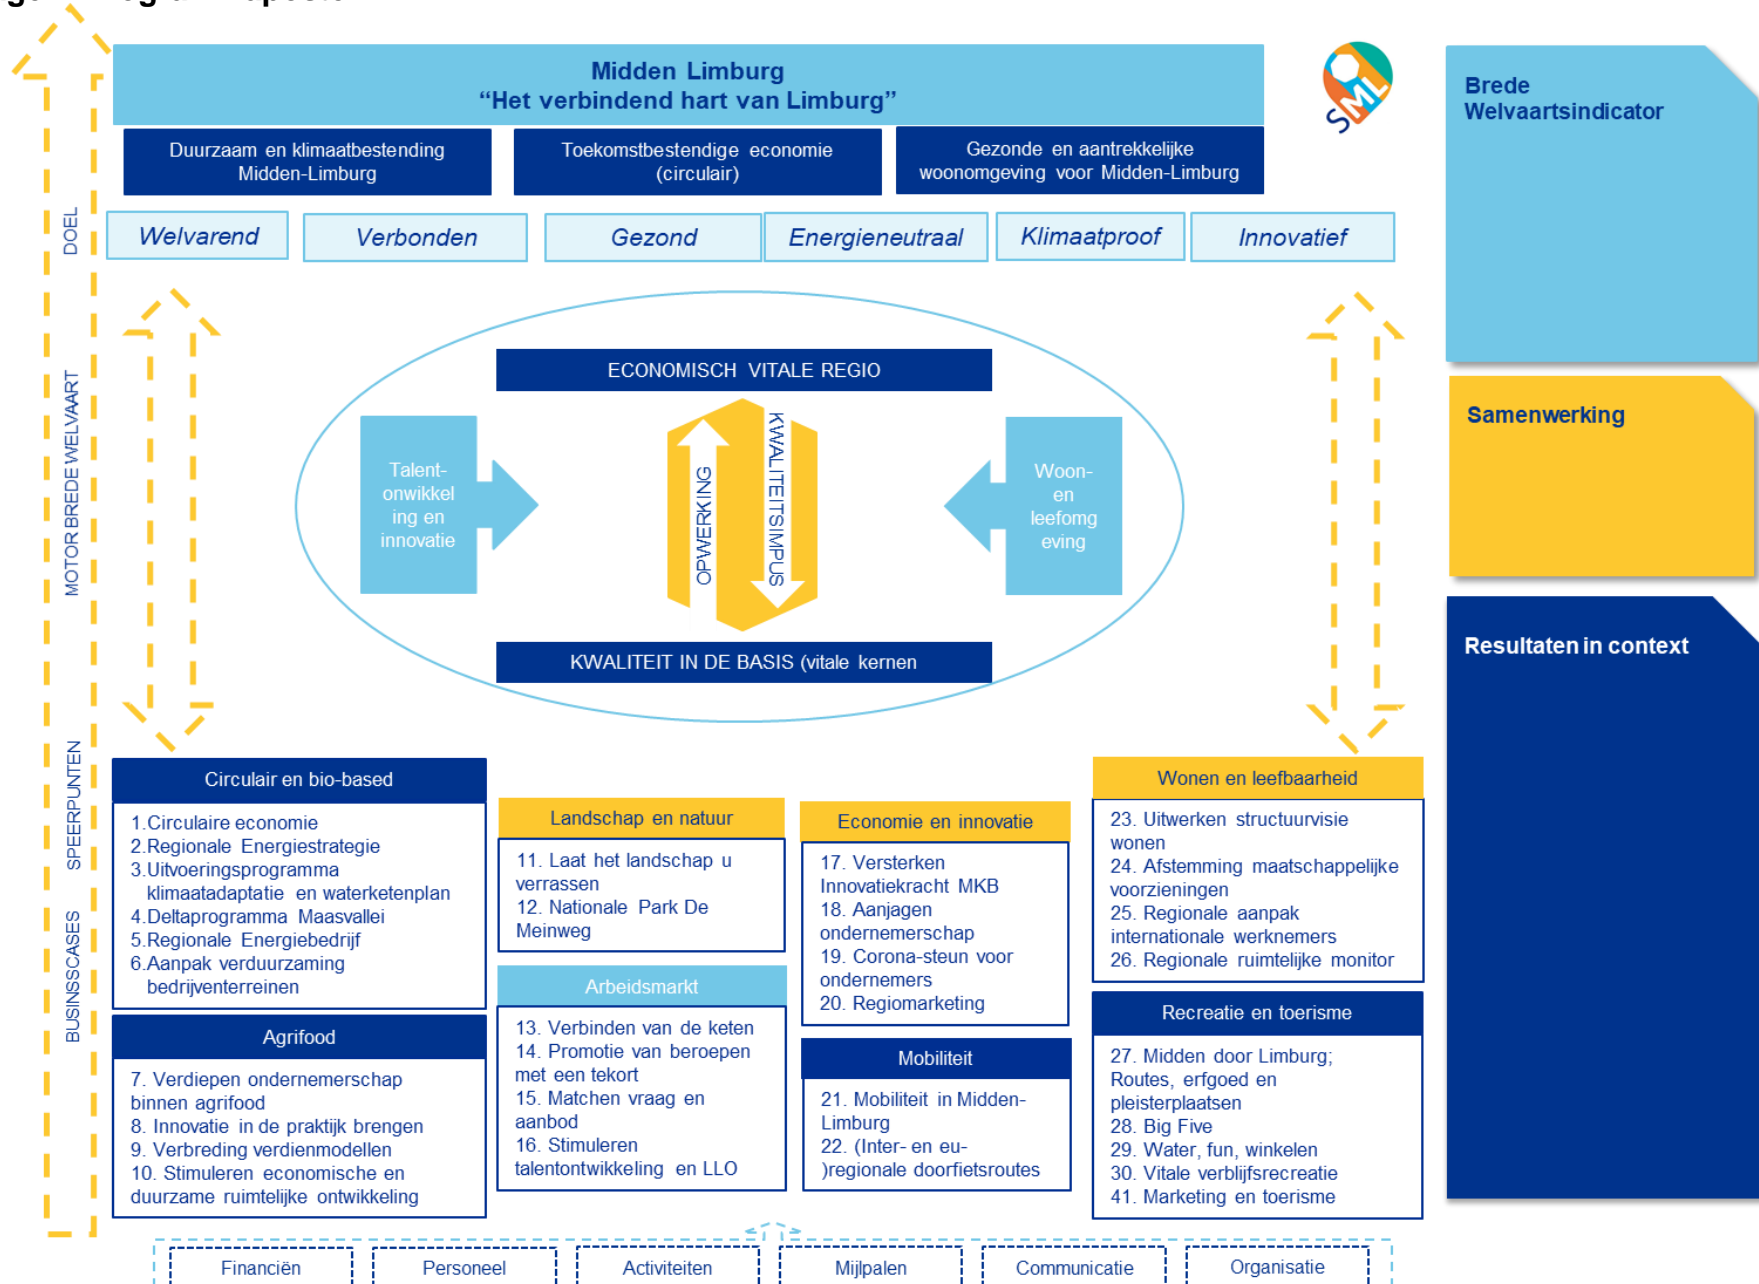 Midden Limburg
“Het verbindend hart van Limburg”
SML
Duurzaam en klimaatbestending
Midden-Limburg
Toekomstbestendige economie
(circulair)
Gezonde en aantrekkelijke
woonomgeving voor Midden-Limburg
Welvarend
Verbonden
Gezond
Energieneutraal
Klimaatproof
Innovatief
DOEL
MOTOR BREDE WELVAART
SPEERPUNTEN
BUSINSSCASES
ECONOMISCH VITALE REGIO
Talent-
onwikkel
ing en
innovatie
OPWERKING
KWALITEITSIMPUS
Woon-
en
leefomg
eving
KWALITEIT IN DE BASIS (vitale kernen
Circulair en bio-based
1.Circulaire economie
2.Regionale Energiestrategie
3.Uitvoeringsprogramma
klimaatadaptatie en waterketenplan
4.Deltaprogramma Maasvallei
5.Regionale Energiebedrijf
6.Aanpak verduurzaming
bedrijventerreinen
Agrifood
7. Verdiepen ondernemerschap
binnen agrifood
8. Innovatie in de praktijk brengen
9. Verbreding verdienmodellen
10. Stimuleren economische en
duurzame ruimtelijke ontwikkeling
Landschap en natuur
11. Laat het landschap u
verrassen
12. Nationale Park De
Meinweg
Arbeidsmarkt
13. Verbinden van de keten
14. Promotie van beroepen
met een tekort
15. Matchen vraag en
aanbod
16. Stimuleren
talentontwikkeling en LLO
Economie en innovatie
17. Versterken
Innovatiekracht MKB
18. Aanjagen
ondernemerschap
19. Corona-steun voor
ondernemers
20. Regiomarketing
Mobiliteit
21. Mobiliteit in Midden-
Limburg
22. (Inter- en eu-
)regionale doorfietsroutes
Wonen en leefbaarheid
23. Uitwerken structuurvisie
wonen
24. Afstemming maatschappelijke
voorzieningen
25. Regionale aanpak
internationale werknemers
26. Regionale ruimtelijke monitor
Recreatie en toerisme
27. Midden door Limburg;
Routes, erfgoed en
pleisterplaatsen
28. Big Five
29. Water, fun, winkelen
30. Vitale verblijfsrecreatie
41. Marketing en toerisme
Financiën
Personeel
Activiteiten
Mijlpalen
Communicatie
Organisatie
Brede
Welvaartsindicator
Samenwerking
Resultaten in context